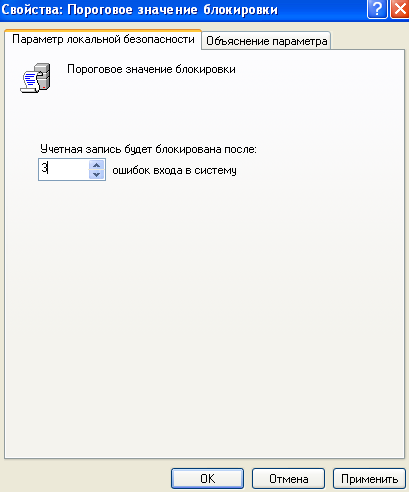 Свойства: Пороговое значение блокировки
Параметр локальной безопасности Объяснение параметра
Пороговое значение блокировки
Учетная запись будет блокирована после:
3 ошибок входа в систему
OK Отмена Применить